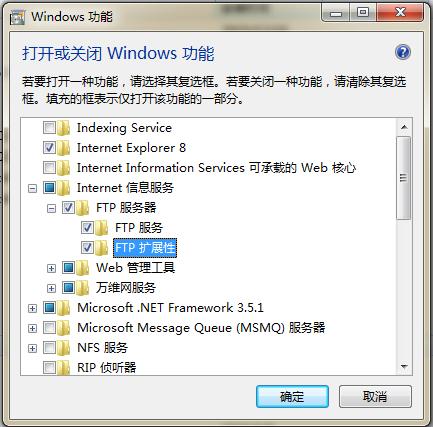 Windows 功能
打开或关闭 Windows 功能
若要打开一种功能，请选择其复选框。若要关闭一种功能，请清除其复选
框。填充的框表示仅打开该功能的一部分。
Indexing Service
Internet Explorer 8
Internet Information Services 可承载的 Web 核心
Internet 信息服务
FTP 服务器
FTP 服务
FTP 扩展性
Web 管理工具
万维网服务
Microsoft .NET Framework 3.5.1
Microsoft Message Queue (MSMQ) 服务器
NFS 服务
RIP 侦听器
确定
取消